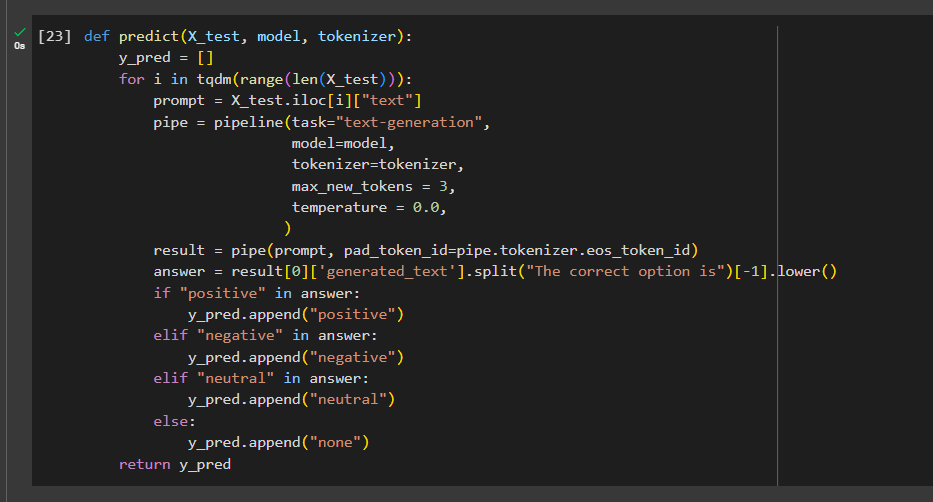 [23] def predict(X_test, model, tokenizer):
y_pred = []
for i in tqdm(range(len(X_test))):
prompt = X_test.iloc[i]["text"]
pipe = pipeline(task="text-generation",
model=model,
tokenizer=tokenizer,
max_new_tokens = 3,
temperature = 0.0,
)
result = pipe(prompt, pad_token_id=pipe.tokenizer.eos_token_id)
answer = result[0]['generated_text'].split("The correct option is")[-1].lower()
if "positive" in answer:
y_pred.append("positive")
elif "negative" in answer:
y_pred.append("negative")
elif "neutral" in answer:
y_pred.append("neutral")
else:
y_pred.append("none")
return y_pred
0s